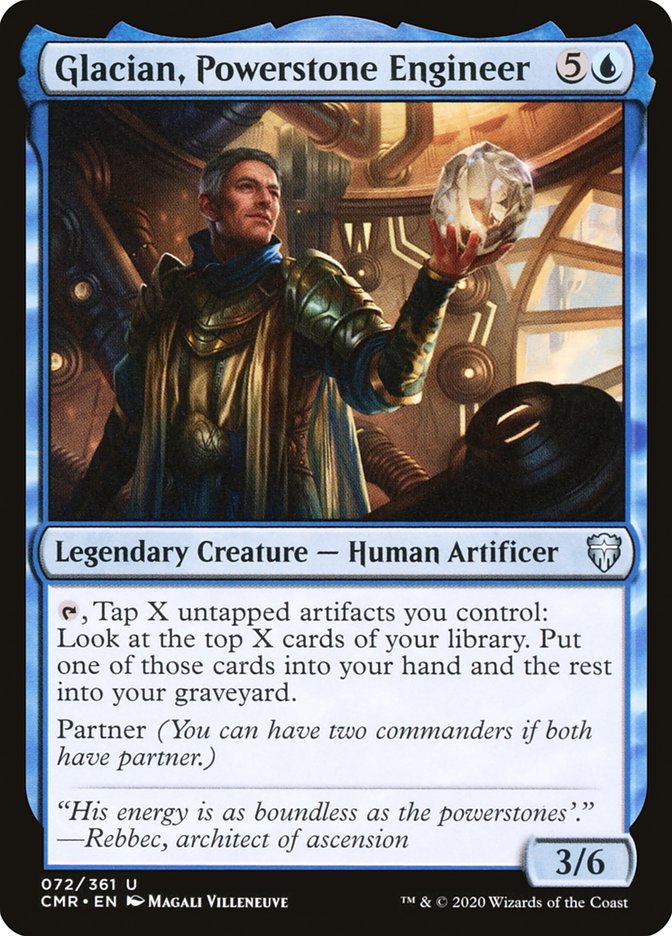 Glacian, Powerstone Engineer 5
Legendary Creature — Human Artificer
, Tap X untapped artifacts you control:
Look at the top X cards of your library. Put
one of those cards into your hand and the rest
into your graveyard.
Partner (You can have two commanders if both
have partner.)
“His energy is as boundless as the powerstones’.”
—Rebbec, architect of ascension
3/6
072/361 U
CMR • EN Magali Villeneuve
™ & © 2020 Wizards of the Coast